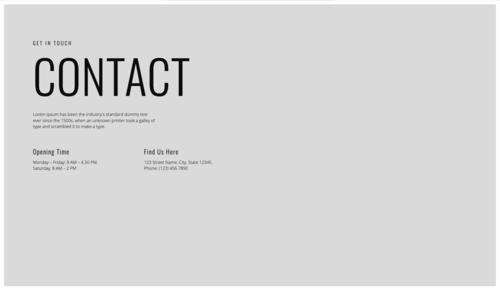 GET IN TOUCH
CONTACT
Lorem Ipsum has been the industry's standard dummy text
ever since the 1500s, when an unknown printer took a galley of
type and scrambled it to make a type.
Opening Time
Monday – Friday: 9 AM – 4.30 PM.
Saturday: 8 AM – 2 PM
Find Us Here
123 Street Name, City, State 12345,
Phone: (123) 456 7890